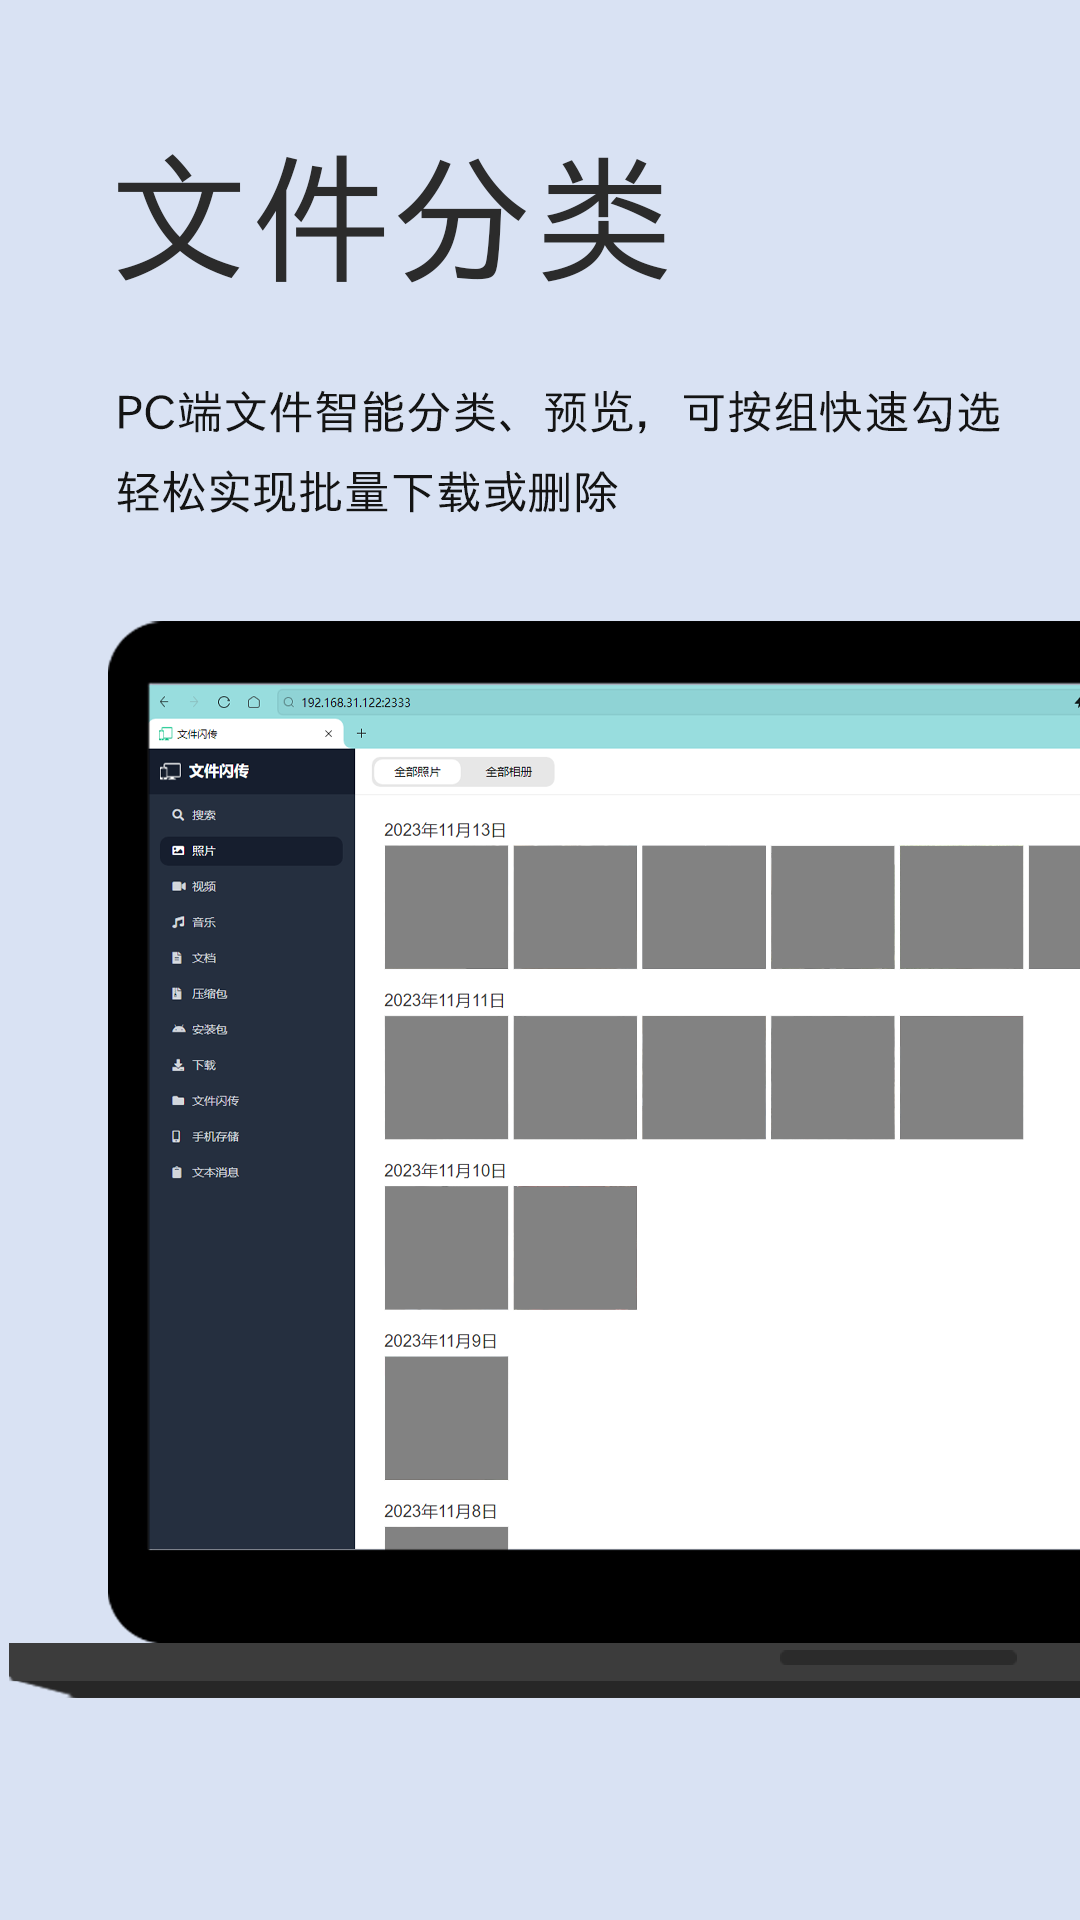 文件分类
PC端文件智能分类、预览，可按组快速勾选
轻松实现批量下载或删除
192.168.31.122:2333
文件闪传
文件闪传
全部照片 全部相册
搜索
照片
视频
音乐
文档
压缩包
安装包
下载
文件闪传
手机存储
文本消息
2023年11月13日
2023年11月11日
2023年11月10日
2023年11月9日
2023年11月8日